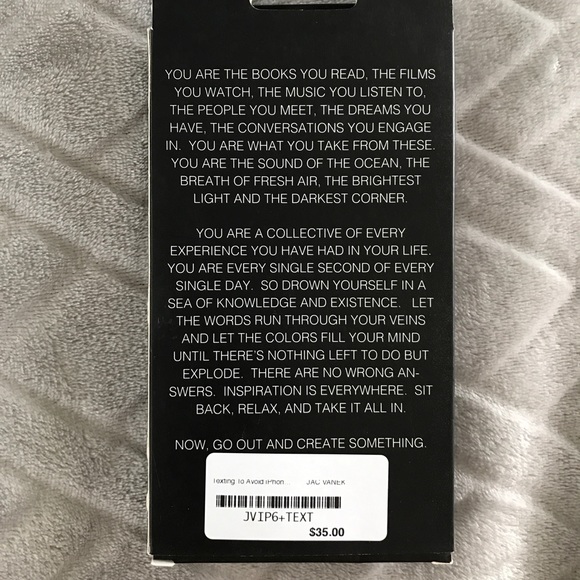 YOU ARE THE BOOKS YOU READ, THE FILMS
YOU WATCH, THE MUSIC YOU LISTEN TO,
THE PEOPLE YOU MEET, THE DREAMS YOU
HAVE, THE CONVERSATIONS YOU ENGAGE
IN. YOU ARE WHAT YOU TAKE FROM THESE.
YOU ARE THE SOUND OF THE OCEAN, THE
BREATH OF FRESH AIR, THE BRIGHTEST
LIGHT AND THE DARKEST CORNER.
YOU ARE A COLLECTIVE OF EVERY
EXPERIENCE YOU HAVE HAD IN YOUR LIFE.
YOU ARE EVERY SINGLE SECOND OF EVERY
SINGLE DAY. SO DROWN YOURSELF IN A
SEA OF KNOWLEDGE AND EXISTENCE. LET
THE WORDS RUN THROUGH YOUR VEINS
AND LET THE COLORS FILL YOUR MIND
UNTIL THERE'S NOTHING LEFT TO DO BUT
EXPLODE. THERE ARE NO WRONG AN-
SWERS. INSPIRATION IS EVERYWHERE. SIT
BACK, RELAX, AND TAKE IT ALL IN.
NOW, GO OUT AND CREATE SOMETHING.
Texting To Avoid iPhon... JAC VANEK
JVIP6+TEXT
$35.00